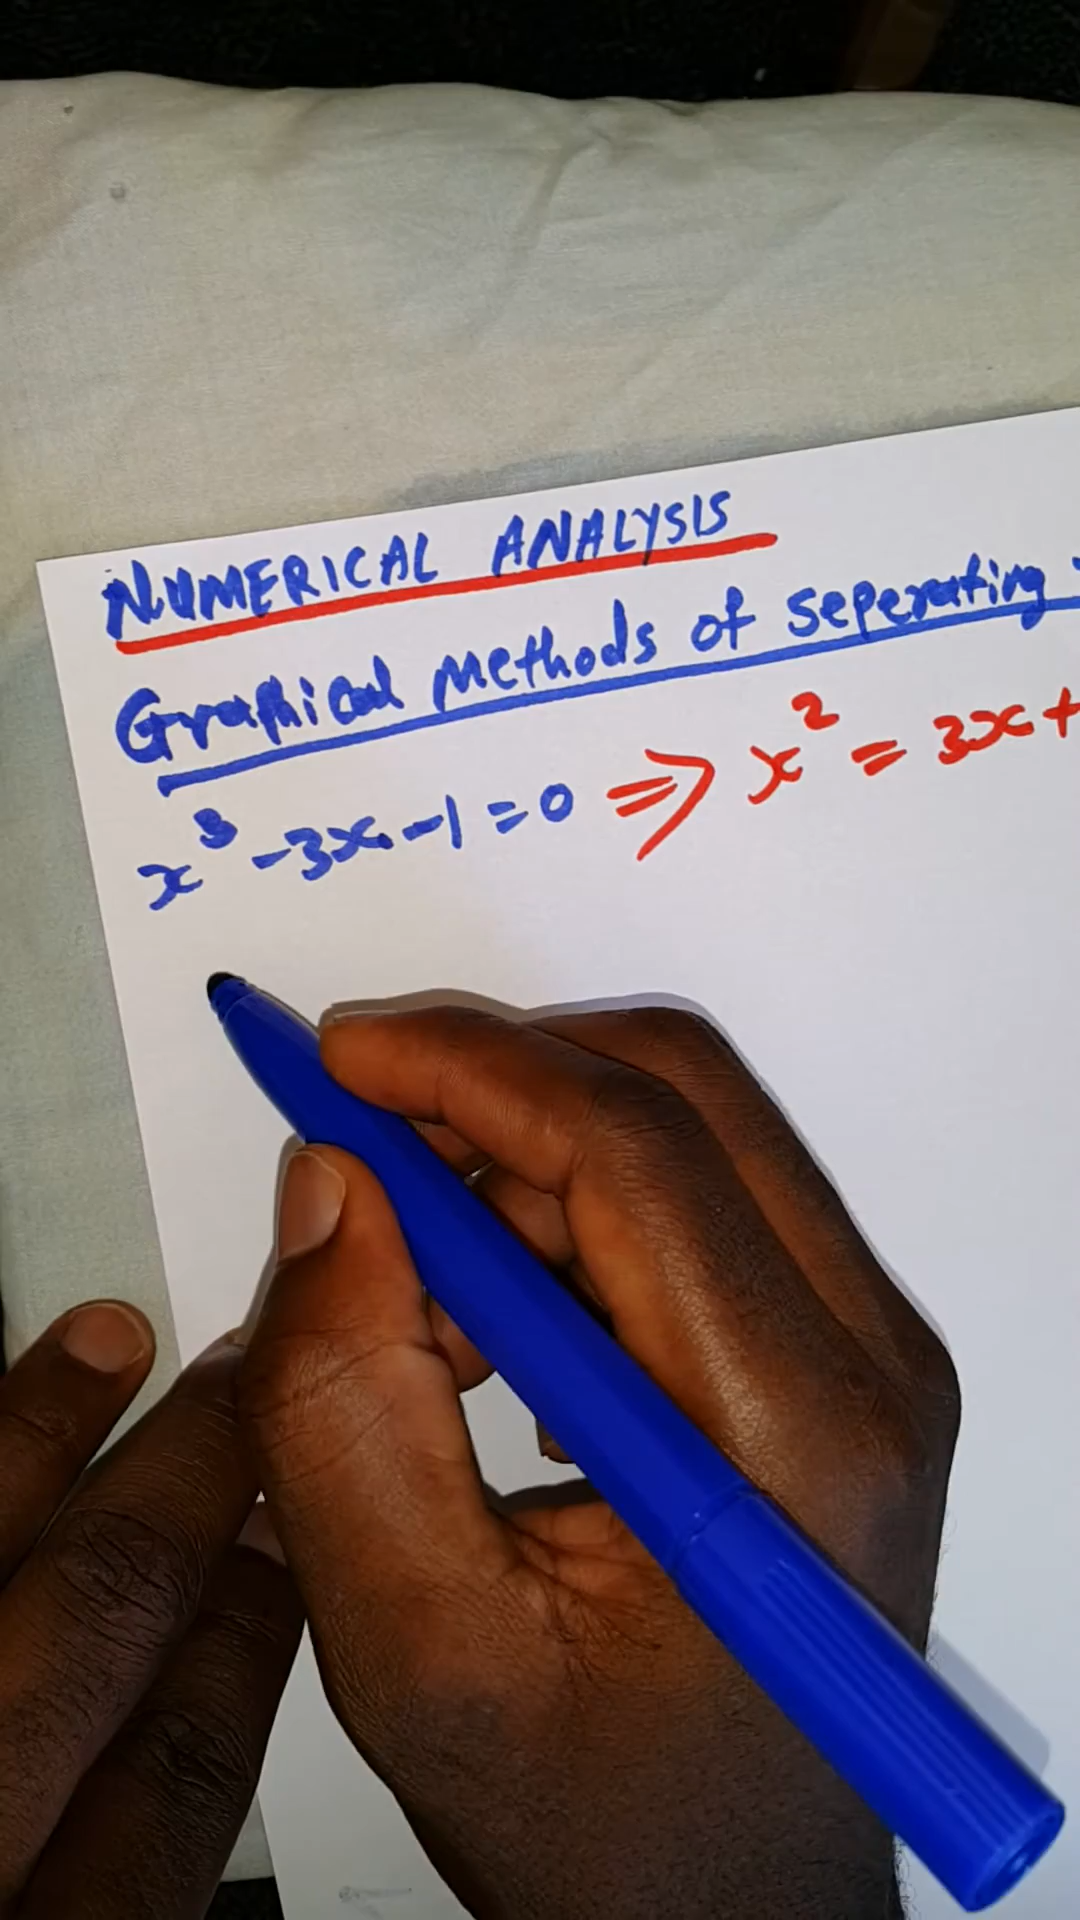 NUMERICAL ANALYSIS
Graphical Methods of seperating
x³ -3x -1 = 0 ⇒ x² = 3x+